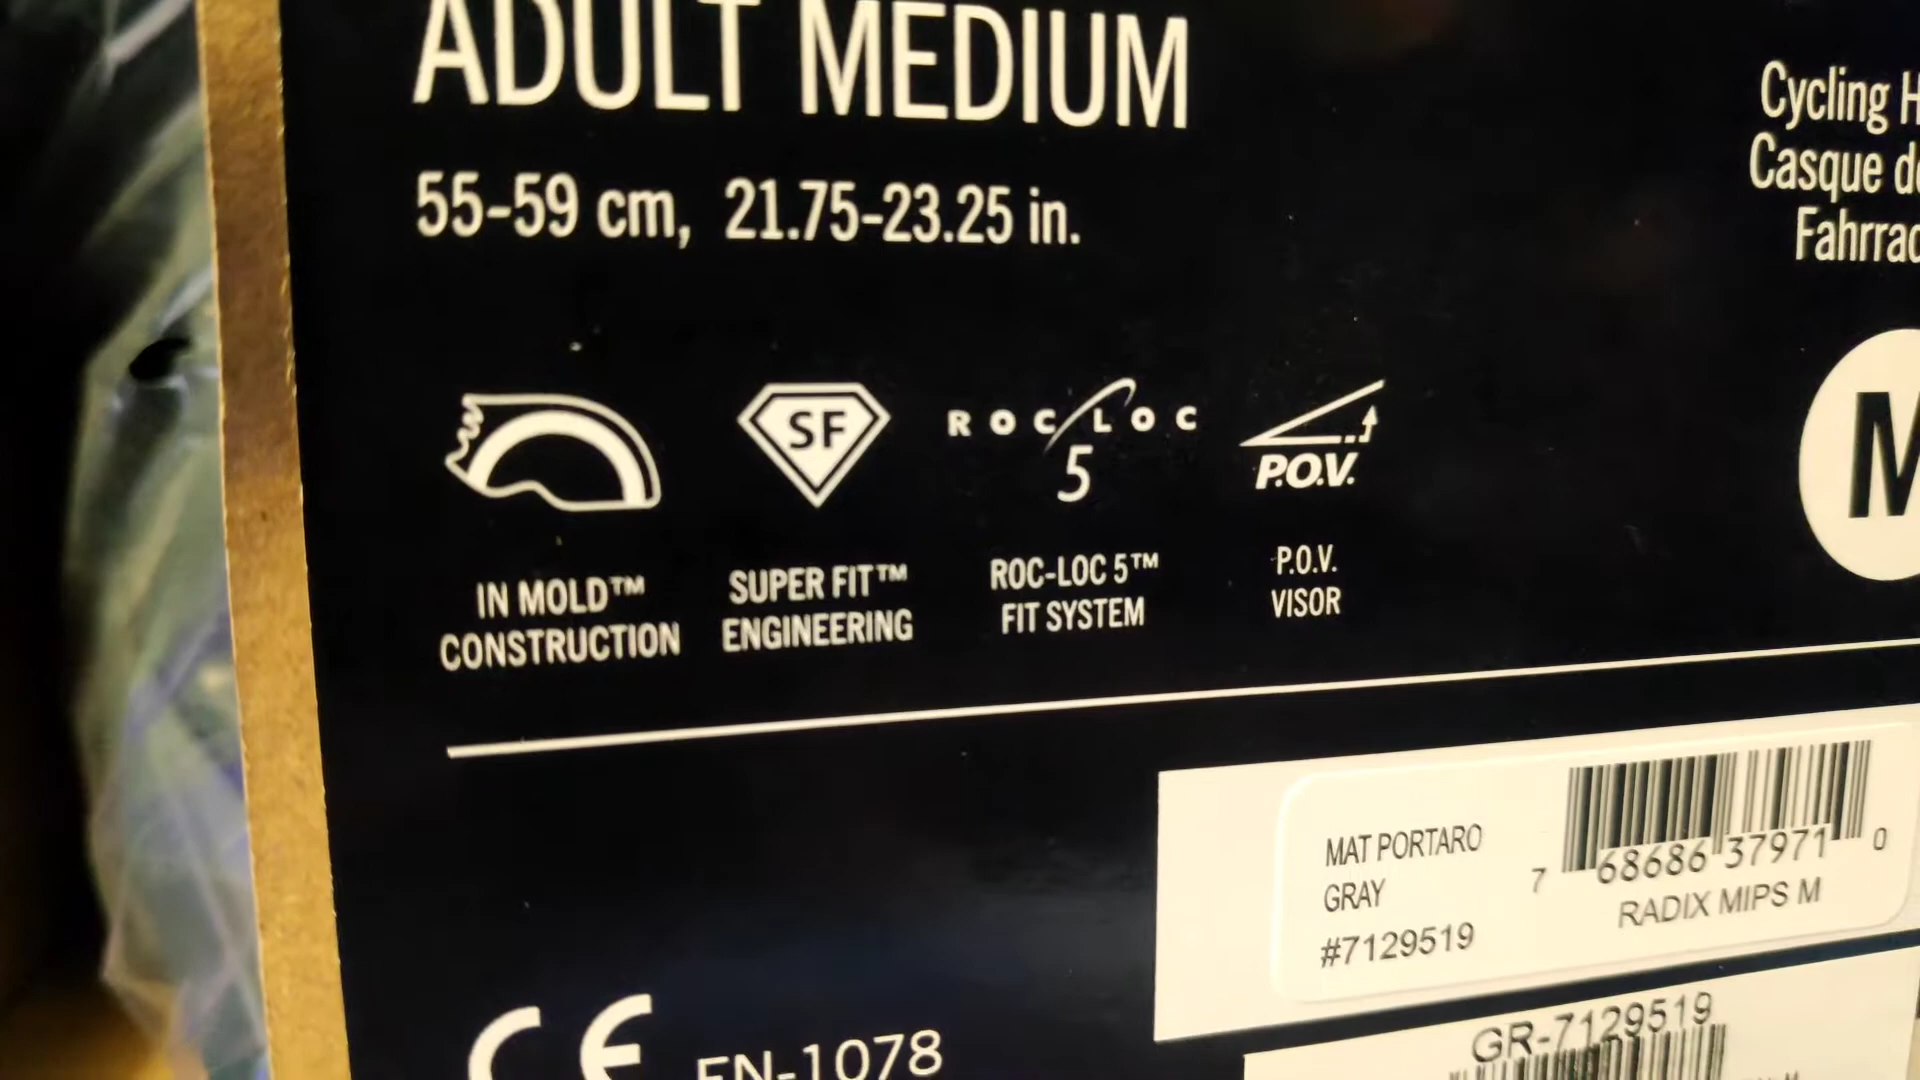 ADULT MEDIUM
55-59 cm, 21.75-23.25 in.
Cycling
Casque
M
SF
ROC LOC
5
P.O.V.
IN MOLD™
CONSTRUCTION
SUPER FIT™
ENGINEERING
ROC-LOC 5™
FIT SYSTEM
P.O.V.
VISOR
MAT PORTARO
GRAY
#7129519
7 68686 37971 0
RADIX MIPS M
GR-7129519
CE EN-1078